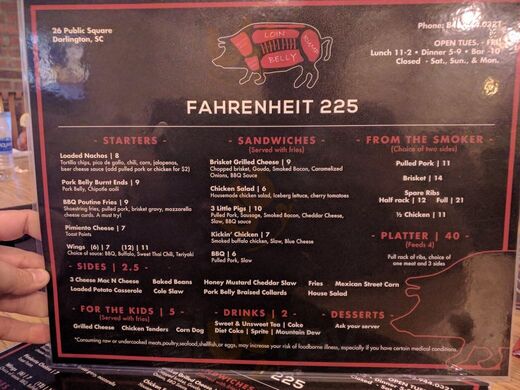 26 Public Square
Darlington, SC
LOIN
BELLY
BACON
Phone:
OPEN TUES. - FRI.
Lunch 11-2 • Dinner 5-9 • Bar -10
Closed - Sat., Sun., & Mon.
FAHRENHEIT 225
- STARTERS -
Loaded Nachos | 8
Tortilla chips, pico de gallo, chili, corn, jalapenos,
beer cheese sauce (add pulled pork or chicken for $2)
Pork Belly Burnt Ends | 9
Pork Belly, Chipotle aoili
BBQ Poutine Fries | 9
Shoestring fries, pulled pork, brisket gravy, mozzarella
cheese curds. A must try!
Pimiento Cheese | 7
Toast Points
Wings (6) | 7 (12) | 11
Choice of sauce: BBQ, Buffalo, Sweet Thai Chili, Teriyaki
- SANDWICHES -
(Served with fries)
Brisket Grilled Cheese | 9
Chopped brisket, Gouda, Smoked Bacon, Caramelized
Onions, BBQ Sauce
Chicken Salad | 6
Housemade chicken salad, Iceberg lettuce, cherry tomatoes
3 Little Pigs | 10
Pulled Pork, Sausage, Smoked Bacon, Cheddar Cheese,
Slaw, BBQ sauce
Kickin' Chicken | 7
Smoked buffalo chicken, Slaw, Blue Cheese
BBQ | 6
Pulled Pork, Slaw
- FROM THE SMOKER -
(Choice of two sides)
Pulled Pork | 11
Brisket | 14
Spare Ribs
Half rack | 12 Full | 21
½ Chicken | 11
- PLATTER | 40 -
(Feeds 4)
Full rack of ribs, choice of
one meat and 3 sides
- SIDES | 2.5 -
3 Cheese Mac N Cheese Baked Beans Honey Mustard Cheddar Slaw Fries Mexican Street Corn
Loaded Potato Casserole Cole Slaw Pork Belly Braised Collards House Salad
- FOR THE KIDS | 5 -
(Served with fries)
Grilled Cheese Chicken Tenders Corn Dog
- DRINKS | 2 -
Sweet & Unsweet Tea | Coke
Diet Coke | Sprite | Mountain Dew
- DESSERTS -
Ask your server
*Consuming raw or undercooked meats,poultry,seafood,shellfish,or eggs, may increase your risk of foodborne illness, especially if you have certain medical conditions.
SANDWICHES